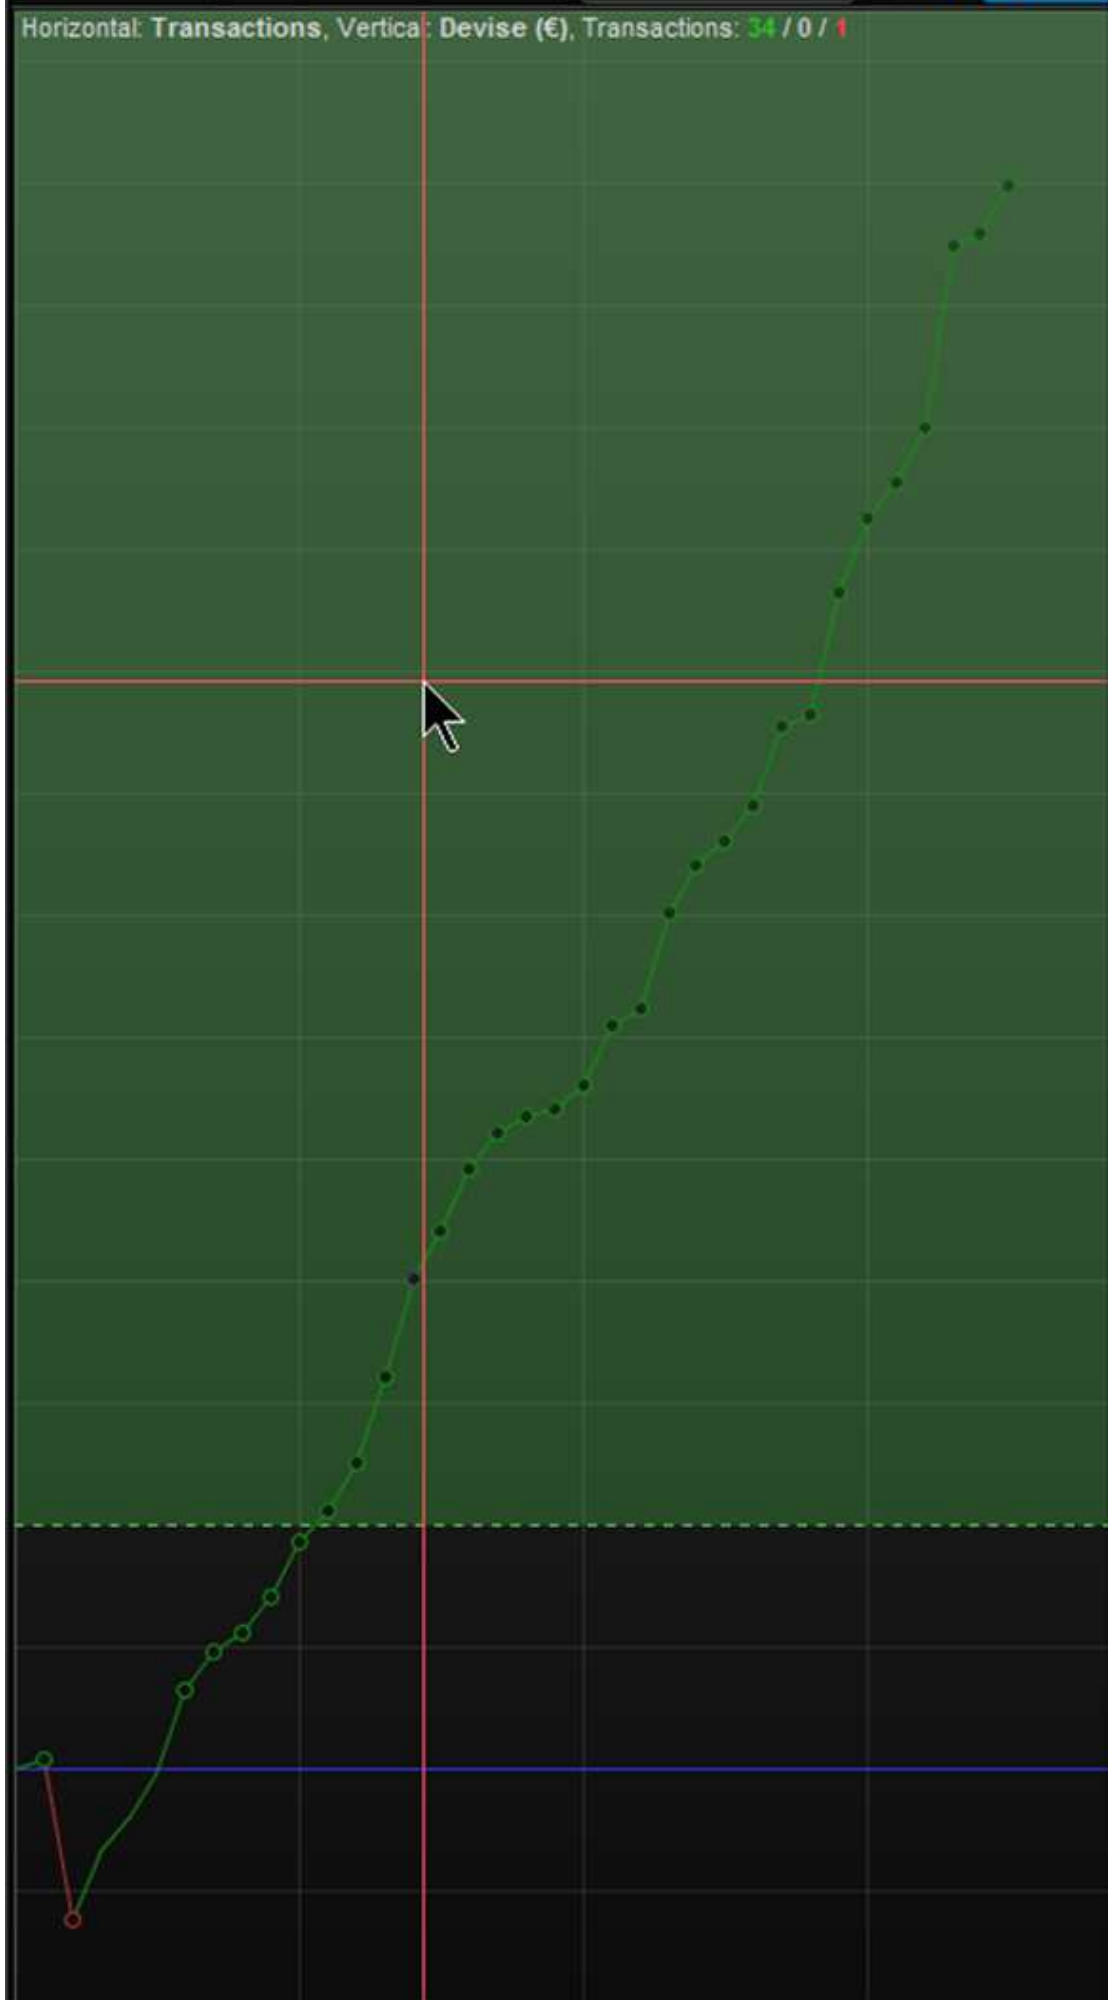 Horizontal: Transactions, Vertical: Devise (€), Transactions: 34 / 0 / 1